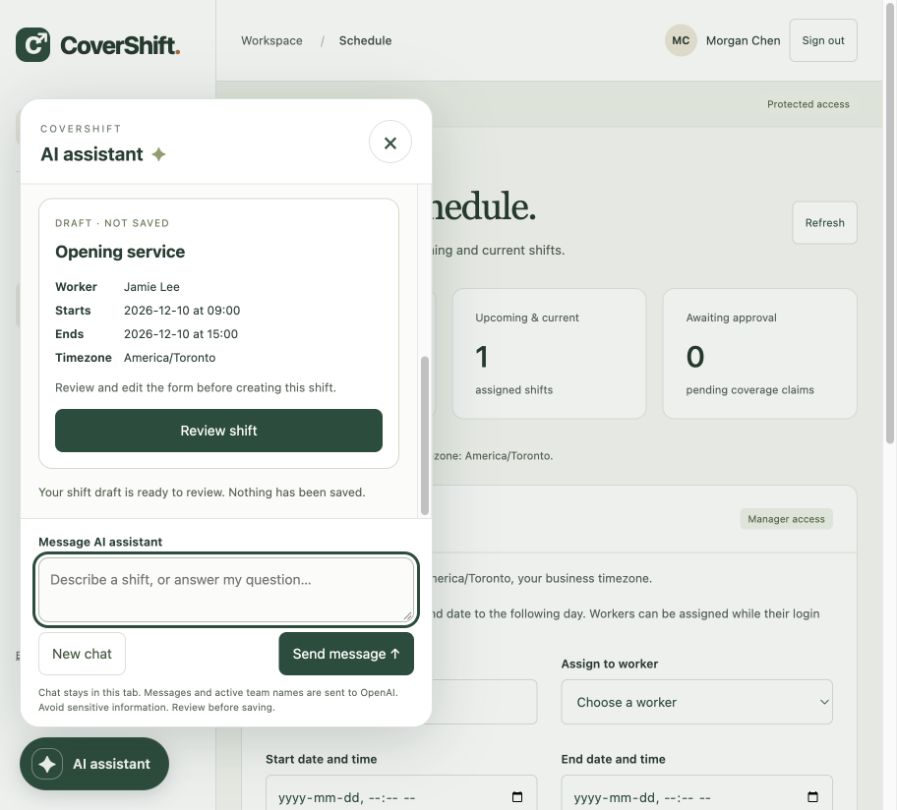 CoverShift.
Workspace / Schedule
MC Morgan Chen
Sign out
Protected access
COVERSHIFT
AI assistant
DRAFT · NOT SAVED
Opening service
Worker Jamie Lee
Starts 2026-12-10 at 09:00
Ends 2026-12-10 at 15:00
Timezone America/Toronto
Review and edit the form before creating this shift.
Review shift
Your shift draft is ready to review. Nothing has been saved.
Message AI assistant
Describe a shift, or answer my question...
New chat
Send message ↑
Chat stays in this tab. Messages and active team names are sent to OpenAI.
Avoid sensitive information. Review before saving.
AI assistant
hedule.
ing and current shifts.
Refresh
Upcoming & current
1
assigned shifts
Awaiting approval
0
pending coverage claims
zone: America/Toronto.
Manager access
merica/Toronto, your business timezone.
nd date to the following day. Workers can be assigned while their login
Assign to worker
Choose a worker
Start date and time
yyyy-mm-dd, --:-- --
End date and time
yyyy-mm-dd, --:-- --